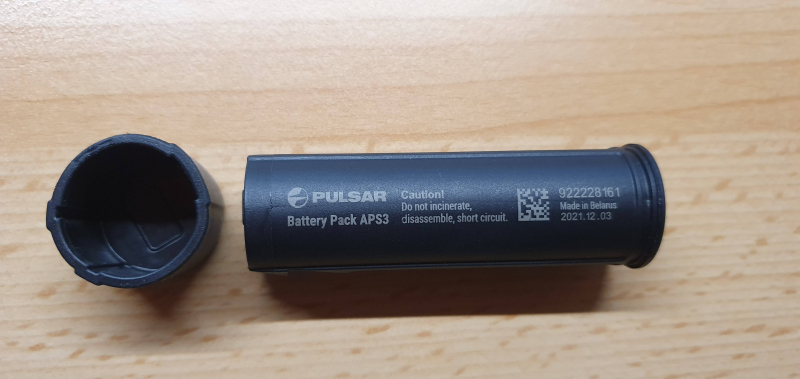 PULSAR
Battery Pack APS3
Caution!
Do not incinerate,
disassemble, short circuit.
922228161
Made in Belarus
2021.12.03